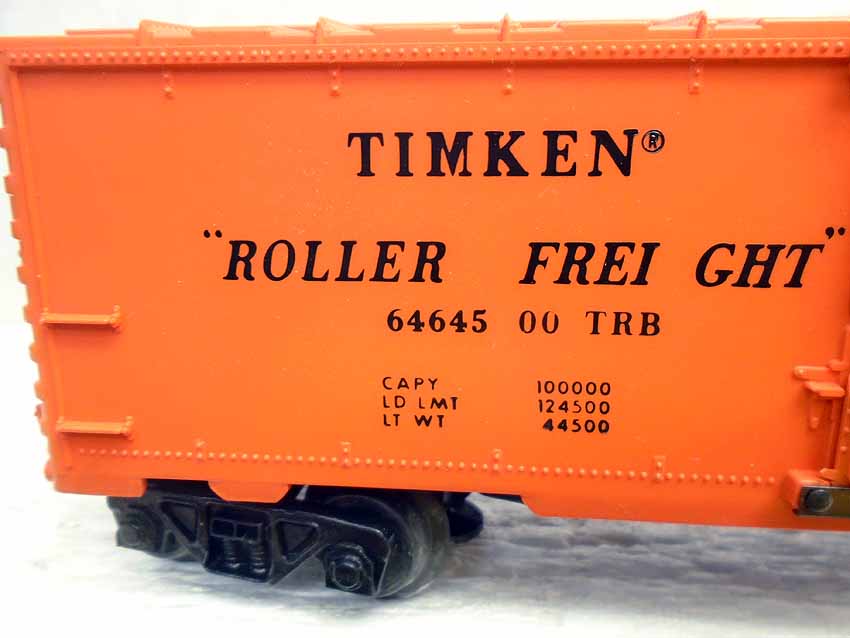 TIMKEN®
"ROLLER FREI GHT"
64645 00 TRB
CAPY 100000
LD LMT 124500
LT WT 44500